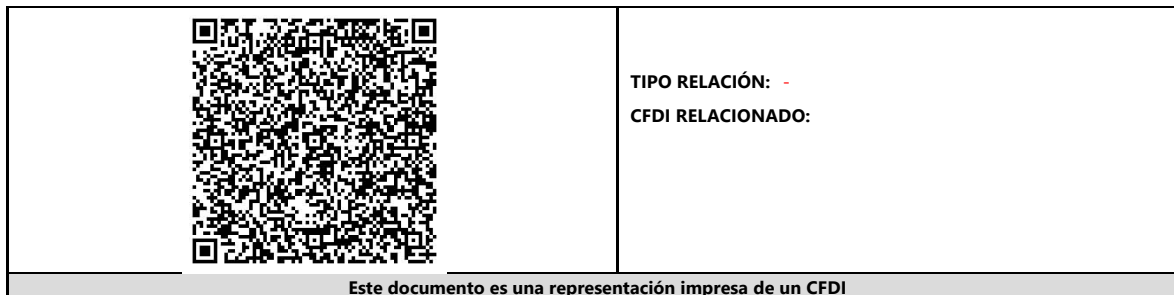 TIPO RELACIÓN: -
CFDI RELACIONADO:
Este documento es una representación impresa de un CFDI